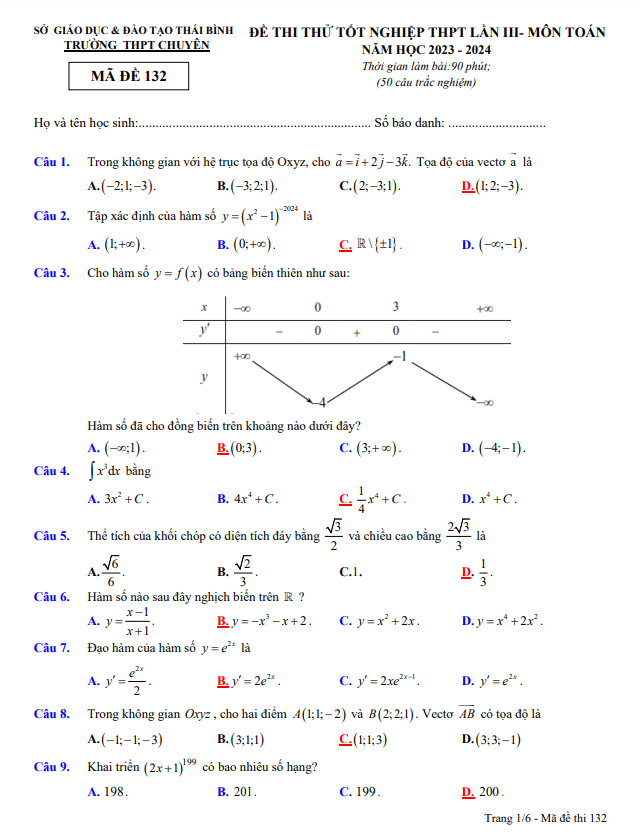 SỞ GIÁO DỤC & ĐÀO TẠO THÁI BÌNH
TRƯỜNG THPT CHUYÊN
MÃ ĐỀ 132
ĐỀ THI THỬ TỐT NGHIỆP THPT LẦN III- MÔN TOÁN
NĂM HỌC 2023 - 2024
Thời gian làm bài:90 phút;
(50 câu trắc nghiệm)
Họ và tên học sinh:..................................................................... Số báo danh: .............................
Câu 1. Trong không gian với hệ trục tọa độ Oxyz, cho $\vec{a}=\vec{i}+2\vec{j}-3\vec{k}$. Tọa độ của vectơ $\vec{a}$ là
A.(−2;1;−3). B.(−3;2;1). C.(2;−3;1). D.(1;2;−3).
Câu 2. Tập xác định của hàm số $y=(x^2-1)^{-2024}$ là
A. (1;+∞). B. (0;+∞). C. ℝ\{±1}. D. (−∞;−1).
Câu 3. Cho hàm số y = f(x) có bảng biến thiên như sau:
x −∞ 0 3 +∞
y' − 0 + 0 −
+∞ −1
y
−4 −∞
Hàm số đã cho đồng biến trên khoảng nào dưới đây?
A. (−∞;1). B.(0;3). C. (3;+∞). D. (−4;−1).
Câu 4. $\int x^3 dx$ bằng
A. $3x^2+C$. B. $4x^4+C$. C. $\frac{1}{4}x^4+C$. D. $x^4+C$.
Câu 5. Thể tích của khối chóp có diện tích đáy bằng $\frac{\sqrt{3}}{2}$ và chiều cao bằng $\frac{2\sqrt{3}}{3}$ là
A. $\frac{\sqrt{6}}{6}$. B. $\frac{\sqrt{2}}{3}$. C.1. D. $\frac{1}{3}$.
Câu 6. Hàm số nào sau đây nghịch biến trên ℝ ?
A. $y=\frac{x-1}{x+1}$. B. $y=-x^3-x+2$. C. $y=x^2+2x$. D. $y=x^4+2x^2$.
Câu 7. Đạo hàm của hàm số $y=e^{2x}$ là
A. $y'=\frac{e^{2x}}{2}$. B. $y'=2e^{2x}$. C. $y'=2xe^{2x-1}$. D. $y'=e^{2x}$.
Câu 8. Trong không gian Oxyz, cho hai điểm A(1;1;−2) và B(2;2;1). Vectơ $\overrightarrow{AB}$ có tọa độ là
A.(−1;−1;−3) B.(3;1;1) C.(1;1;3) D.(3;3;−1)
Câu 9. Khai triển $(2x+1)^{199}$ có bao nhiêu số hạng?
A. 198. B. 201. C. 199. D. 200.
Trang 1/6 - Mã đề thi 132